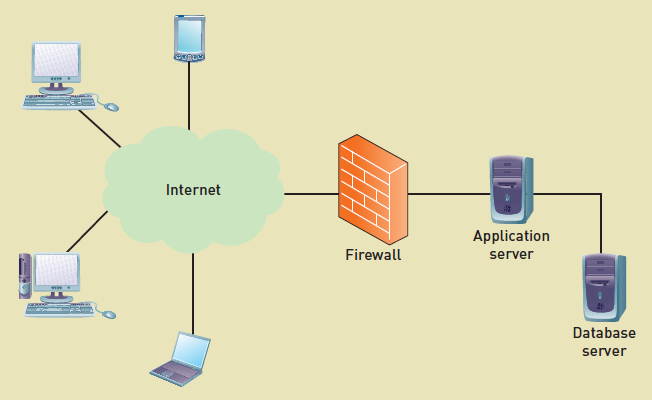 Internet
Firewall
Application
server
Database
server